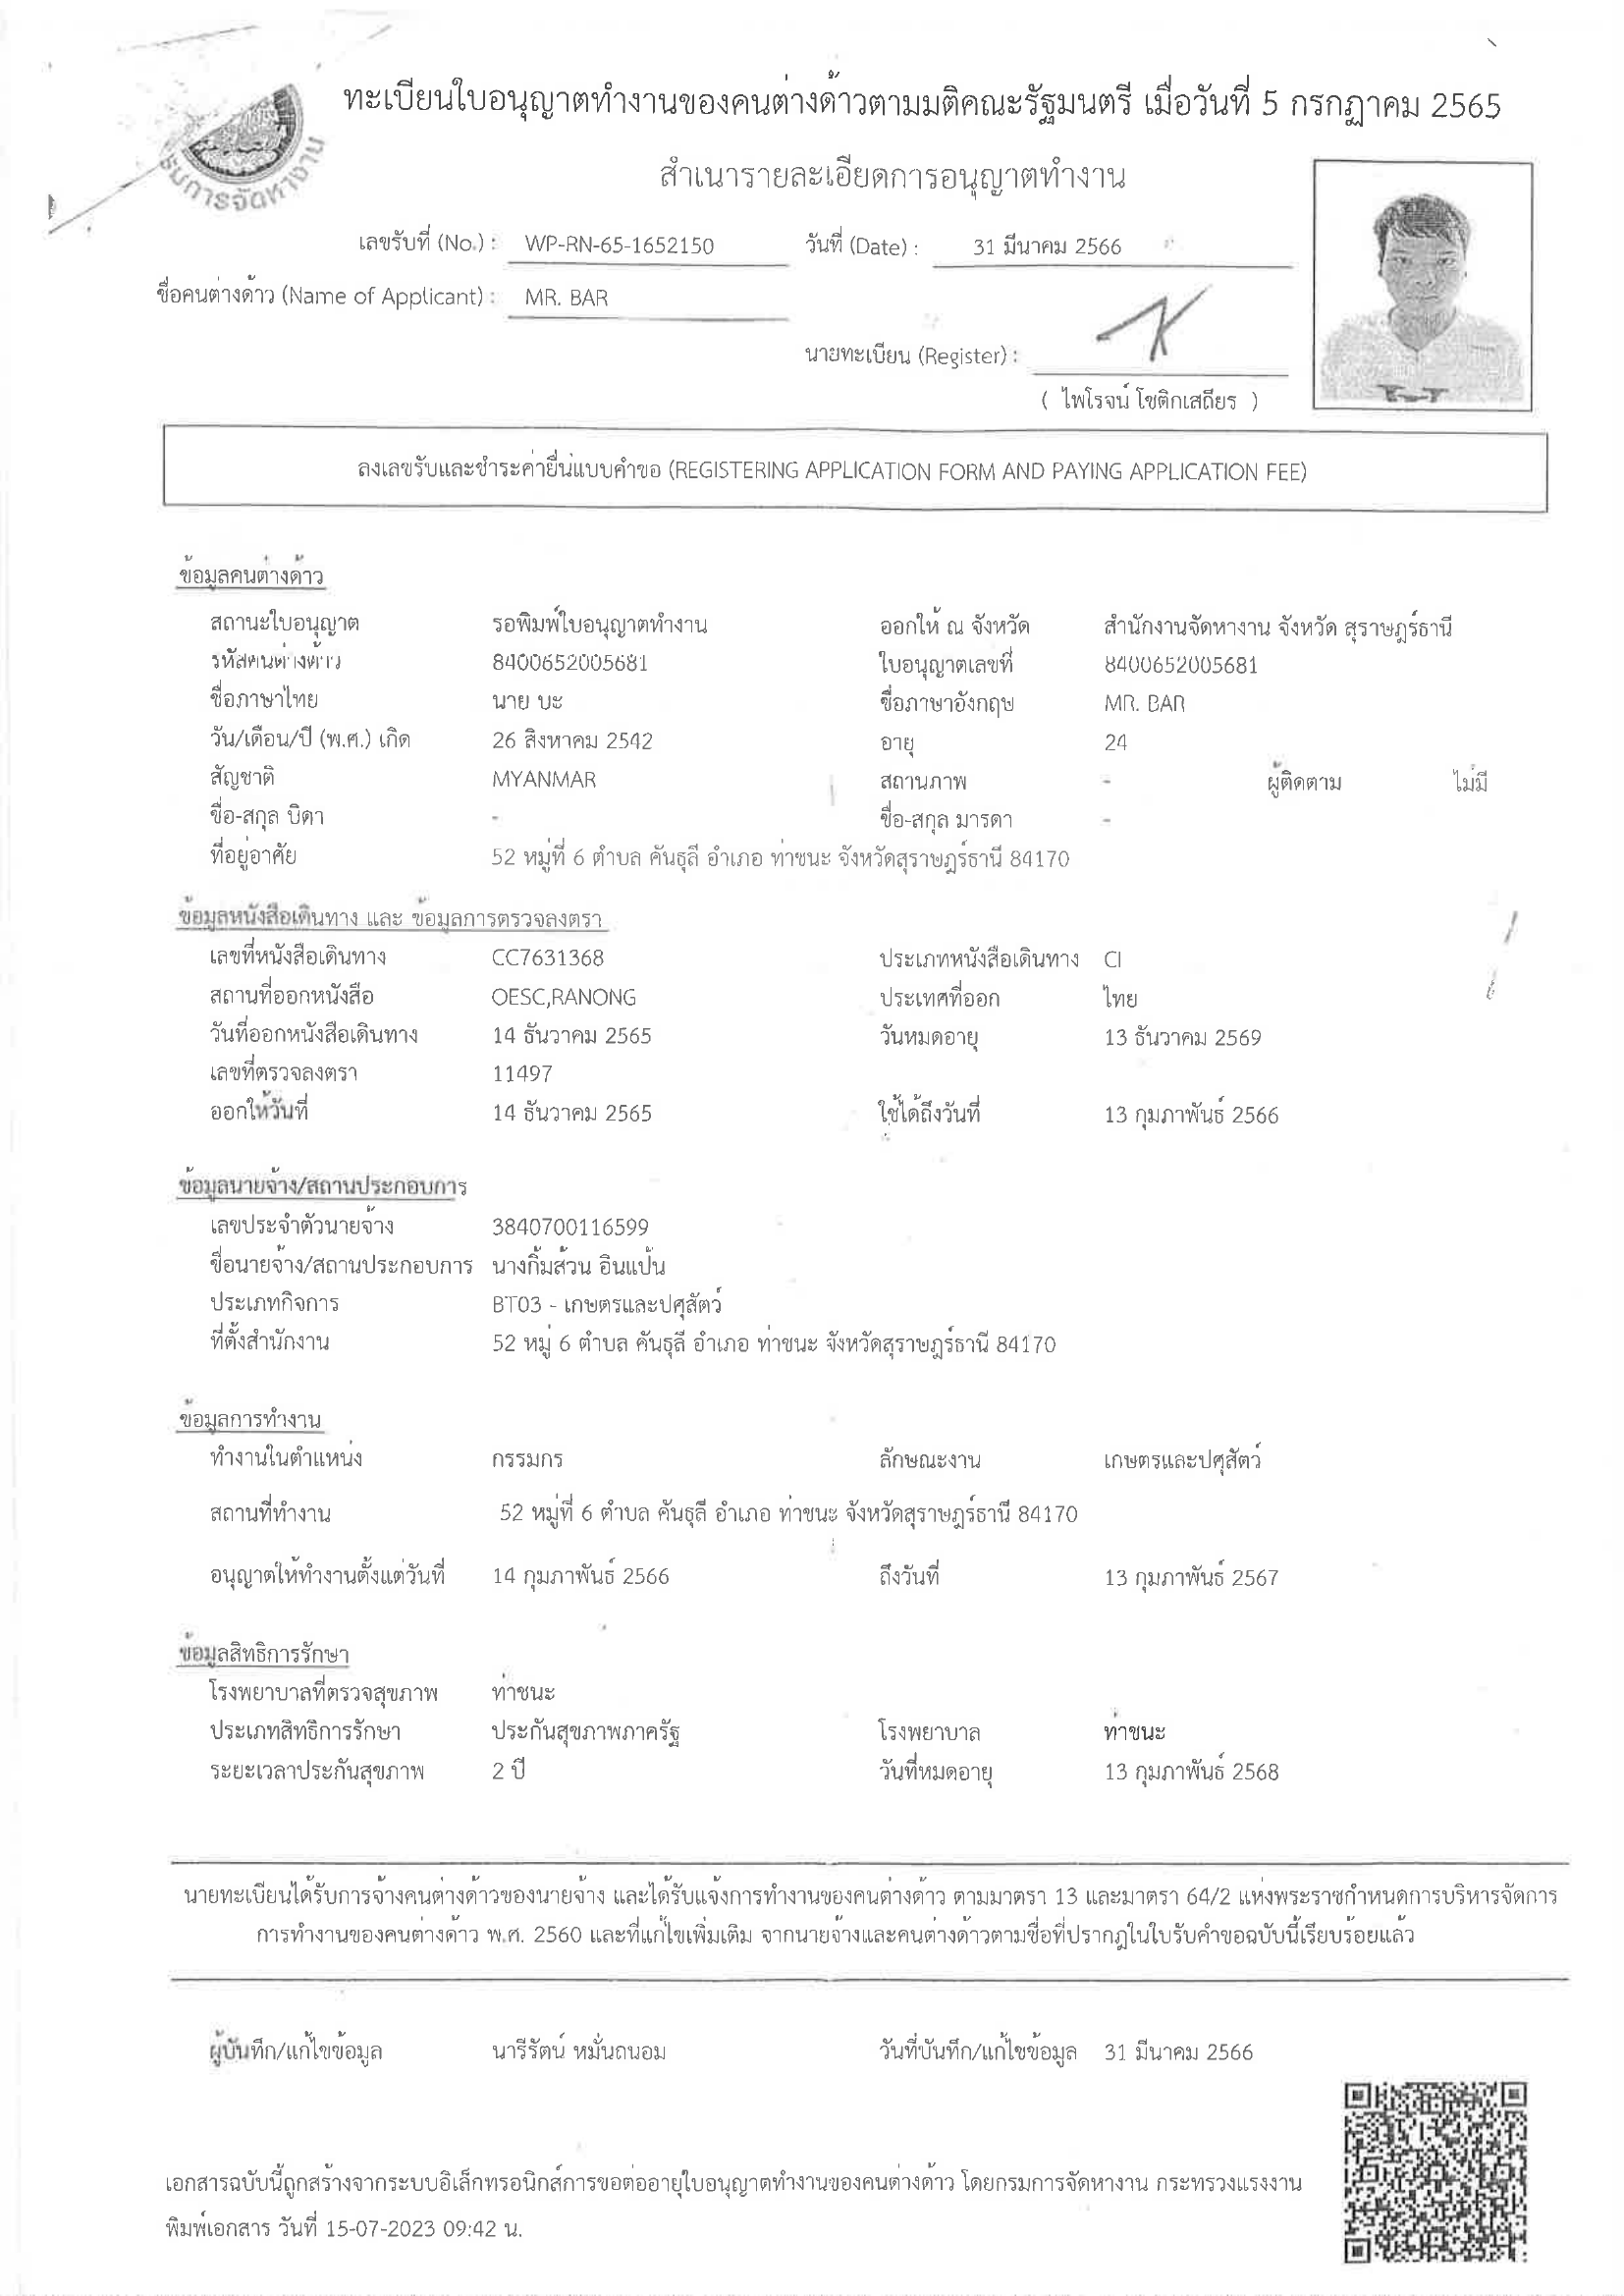 ทะเบียนใบอนุญาตทำงานของคนต่างด้าวตามมติคณะรัฐมนตรี เมื่อวันที่ 5 กรกฎาคม 2565
กรมการจัดหางาน
สำเนารายละเอียดการอนุญาตทำงาน
เลขรับที่ (No.) : WP-RN-65-1652150 วันที่ (Date) : 31 มีนาคม 2566
ชื่อคนต่างด้าว (Name of Applicant) : MR. BAR
นายทะเบียน (Register) :
( ไพโรจน์ โชติกเสถียร )
ลงเลขรับและชำระค่ายื่นแบบคำขอ (REGISTERING APPLICATION FORM AND PAYING APPLICATION FEE)
ข้อมูลคนต่างด้าว
สถานะใบอนุญาต รอพิมพ์ใบอนุญาตทำงาน ออกให้ ณ จังหวัด สำนักงานจัดหางาน จังหวัด สุราษฎร์ธานี
รหัสคนต่างด้าว 8400652005681 ใบอนุญาตเลขที่ 8400652005681
ชื่อภาษาไทย นาย บะ ชื่อภาษาอังกฤษ MR. BAR
วัน/เดือน/ปี (พ.ศ.) เกิด 26 สิงหาคม 2542 อายุ 24
สัญชาติ MYANMAR สถานภาพ - ผู้ติดตาม ไม่มี
ชื่อ-สกุล บิดา - ชื่อ-สกุล มารดา -
ที่อยู่อาศัย 52 หมู่ที่ 6 ตำบล คันธุลี อำเภอ ท่าชนะ จังหวัดสุราษฎร์ธานี 84170
ข้อมูลหนังสือเดินทาง และ ข้อมูลการตรวจลงตรา
เลขที่หนังสือเดินทาง CC7631368 ประเภทหนังสือเดินทาง CI
สถานที่ออกหนังสือ OESC,RANONG ประเทศที่ออก ไทย
วันที่ออกหนังสือเดินทาง 14 ธันวาคม 2565 วันหมดอายุ 13 ธันวาคม 2569
เลขที่ตรวจลงตรา 11497
ออกให้วันที่ 14 ธันวาคม 2565 ใช้ได้ถึงวันที่ 13 กุมภาพันธ์ 2566
ข้อมูลนายจ้าง/สถานประกอบการ
เลขประจำตัวนายจ้าง 3840700116599
ชื่อนายจ้าง/สถานประกอบการ นางกิ้มส้วน อินแป้น
ประเภทกิจการ BT03 - เกษตรและปศุสัตว์
ที่ตั้งสำนักงาน 52 หมู่ 6 ตำบล คันธุลี อำเภอ ท่าชนะ จังหวัดสุราษฎร์ธานี 84170
ข้อมูลการทำงาน
ทำงานในตำแหน่ง กรรมกร ลักษณะงาน เกษตรและปศุสัตว์
สถานที่ทำงาน 52 หมู่ที่ 6 ตำบล คันธุลี อำเภอ ท่าชนะ จังหวัดสุราษฎร์ธานี 84170
อนุญาตให้ทำงานตั้งแต่วันที่ 14 กุมภาพันธ์ 2566 ถึงวันที่ 13 กุมภาพันธ์ 2567
ข้อมูลสิทธิการรักษา
โรงพยาบาลที่ตรวจสุขภาพ ท่าชนะ
ประเภทสิทธิการรักษา ประกันสุขภาพภาครัฐ โรงพยาบาล ท่าชนะ
ระยะเวลาประกันสุขภาพ 2 ปี วันที่หมดอายุ 13 กุมภาพันธ์ 2568
นายทะเบียนได้รับการจ้างคนต่างด้าวของนายจ้าง และได้รับแจ้งการทำงานของคนต่างด้าว ตามมาตรา 13 และมาตรา 64/2 แห่งพระราชกำหนดการบริหารจัดการ
การทำงานของคนต่างด้าว พ.ศ. 2560 และที่แก้ไขเพิ่มเติม จากนายจ้างและคนต่างด้าวตามชื่อที่ปรากฏในใบรับคำขอฉบับนี้เรียบร้อยแล้ว
ผู้บันทึก/แก้ไขข้อมูล นารีรัตน์ หมั่นถนอม วันที่บันทึก/แก้ไขข้อมูล 31 มีนาคม 2566
เอกสารฉบับนี้ถูกสร้างจากระบบอิเล็กทรอนิกส์การขอต่ออายุใบอนุญาตทำงานของคนต่างด้าว โดยกรมการจัดหางาน กระทรวงแรงงาน
พิมพ์เอกสาร วันที่ 15-07-2023 09:42 น.